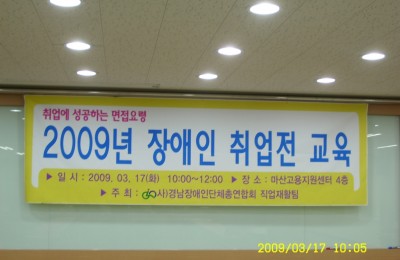 취업에 성공하는 면접요령
2009년 장애인 취업전 교육
▶ 일 시 : 2009. 03. 17(화) 10:00~12:00 ▶ 장 소 : 마산고용지원센터 4층
▶ 주 최 : 사)경남장애인단체총연합회 직업재활팀
2009/03/17 10:05